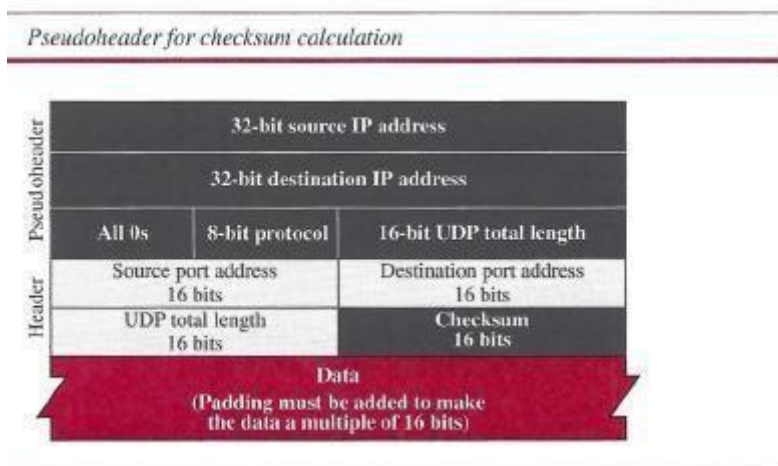 Pseudoheader for checksum calculation
Pseudoheader
32-bit source IP address
32-bit destination IP address
All 0s 8-bit protocol 16-bit UDP total length
Header
Source port address Destination port address
16 bits 16 bits
UDP total length Checksum
16 bits 16 bits
Data
(Padding must be added to make
the data a multiple of 16 bits)